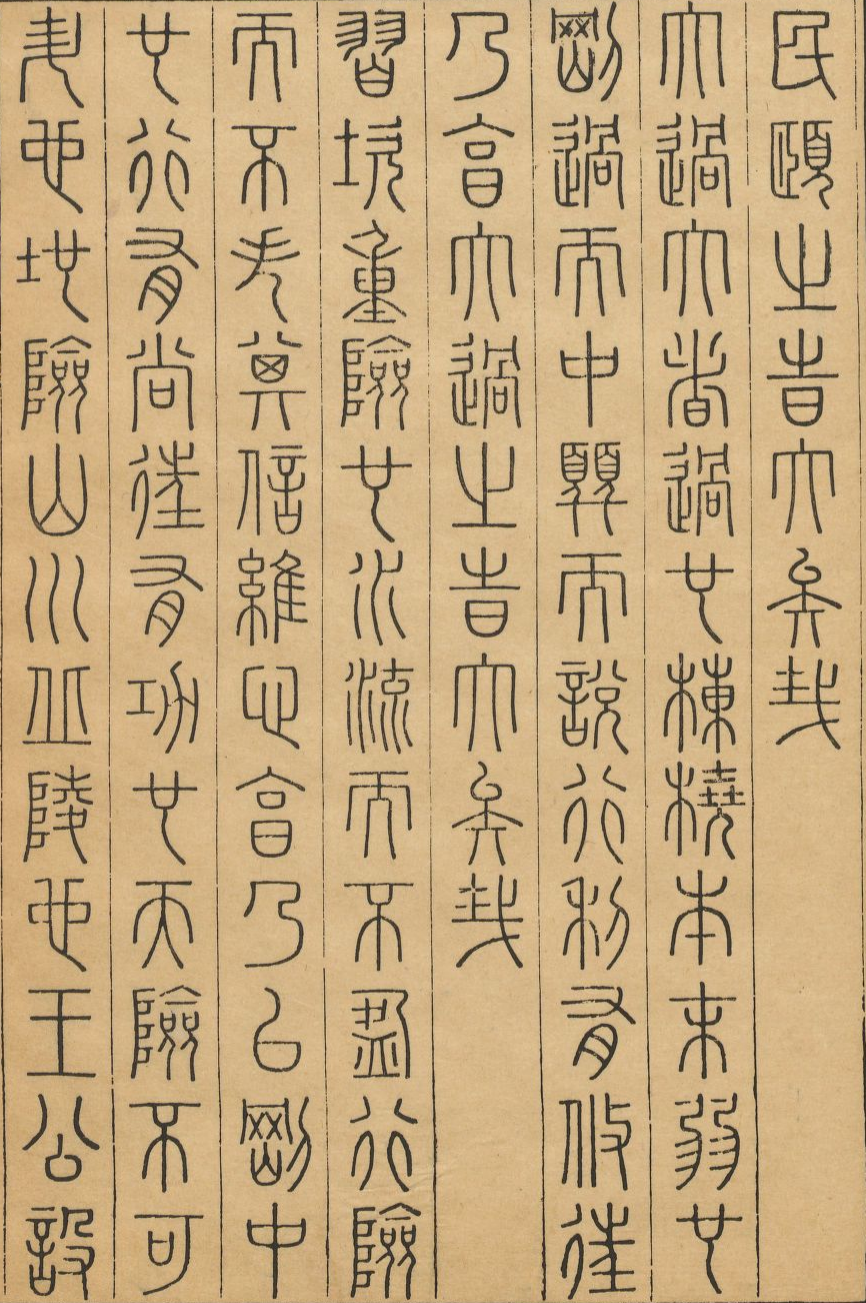 民頤之時大矣哉
大過大者過也棟橈本末弱也
剛過而中顨而說行利有攸往
乃亨大過之時大矣哉
習坎重險也水流而不盈行險
而不失其信維心亨乃以剛中
也行有尚往有功也天險不可
升也地險山川丘陵也王公設